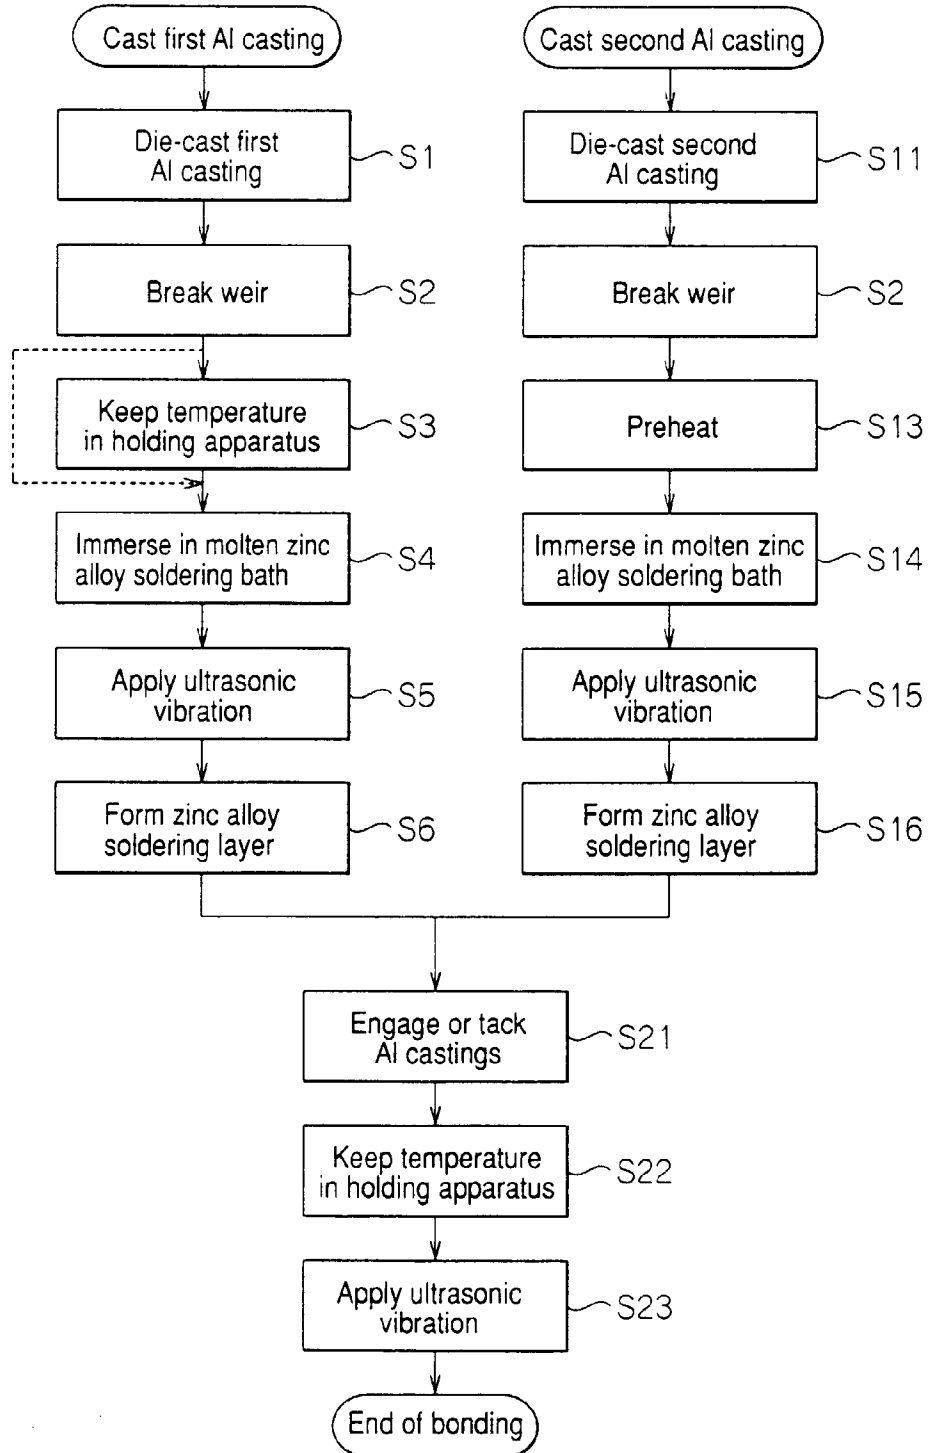 Cast first Al casting
Die-cast first
Al casting
S1
Break weir
S2
Keep temperature
in holding apparatus
S3
Immerse in molten zinc
alloy soldering bath
S4
Apply ultrasonic
vibration
S5
Form zinc alloy
soldering layer
S6
Cast second Al casting
Die-cast second
Al casting
S11
Break weir
S2
Preheat
S13
Immerse in molten zinc
alloy soldering bath
S14
Apply ultrasonic
vibration
S15
Form zinc alloy
soldering layer
S16
Engage or tack
Al castings
S21
Keep temperature
in holding apparatus
S22
Apply ultrasonic
vibration
S23
End of bonding